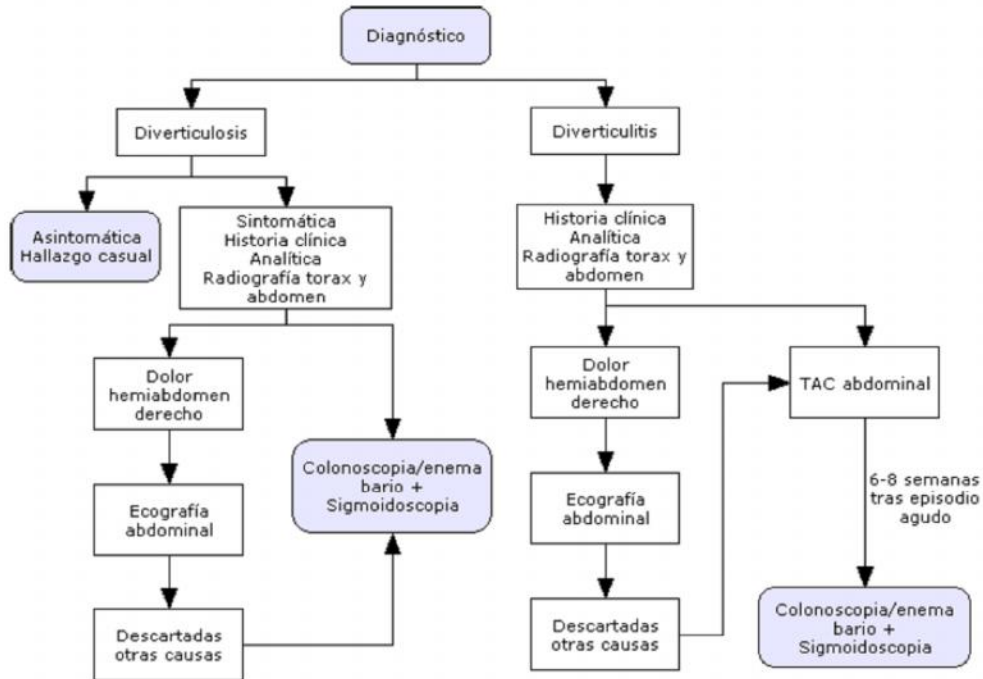 Diagnóstico
Diverticulosis
Diverticulitis
Asintomática
Hallazgo casual
Sintomática
Historia clínica
Analítica
Radiografía torax y
abdomen
Historia clínica
Analítica
Radiografía torax y
abdomen
Dolor
hemiabdomen
derecho
Colonoscopia/enema
bario +
Sigmoidoscopia
Dolor
hemiabdomen
derecho
TAC abdominal
Ecografía
abdominal
Ecografía
abdominal
6-8 semanas
tras episodio
agudo
Descartadas
otras causas
Descartadas
otras causas
Colonoscopia/enema
bario +
Sigmoidoscopia